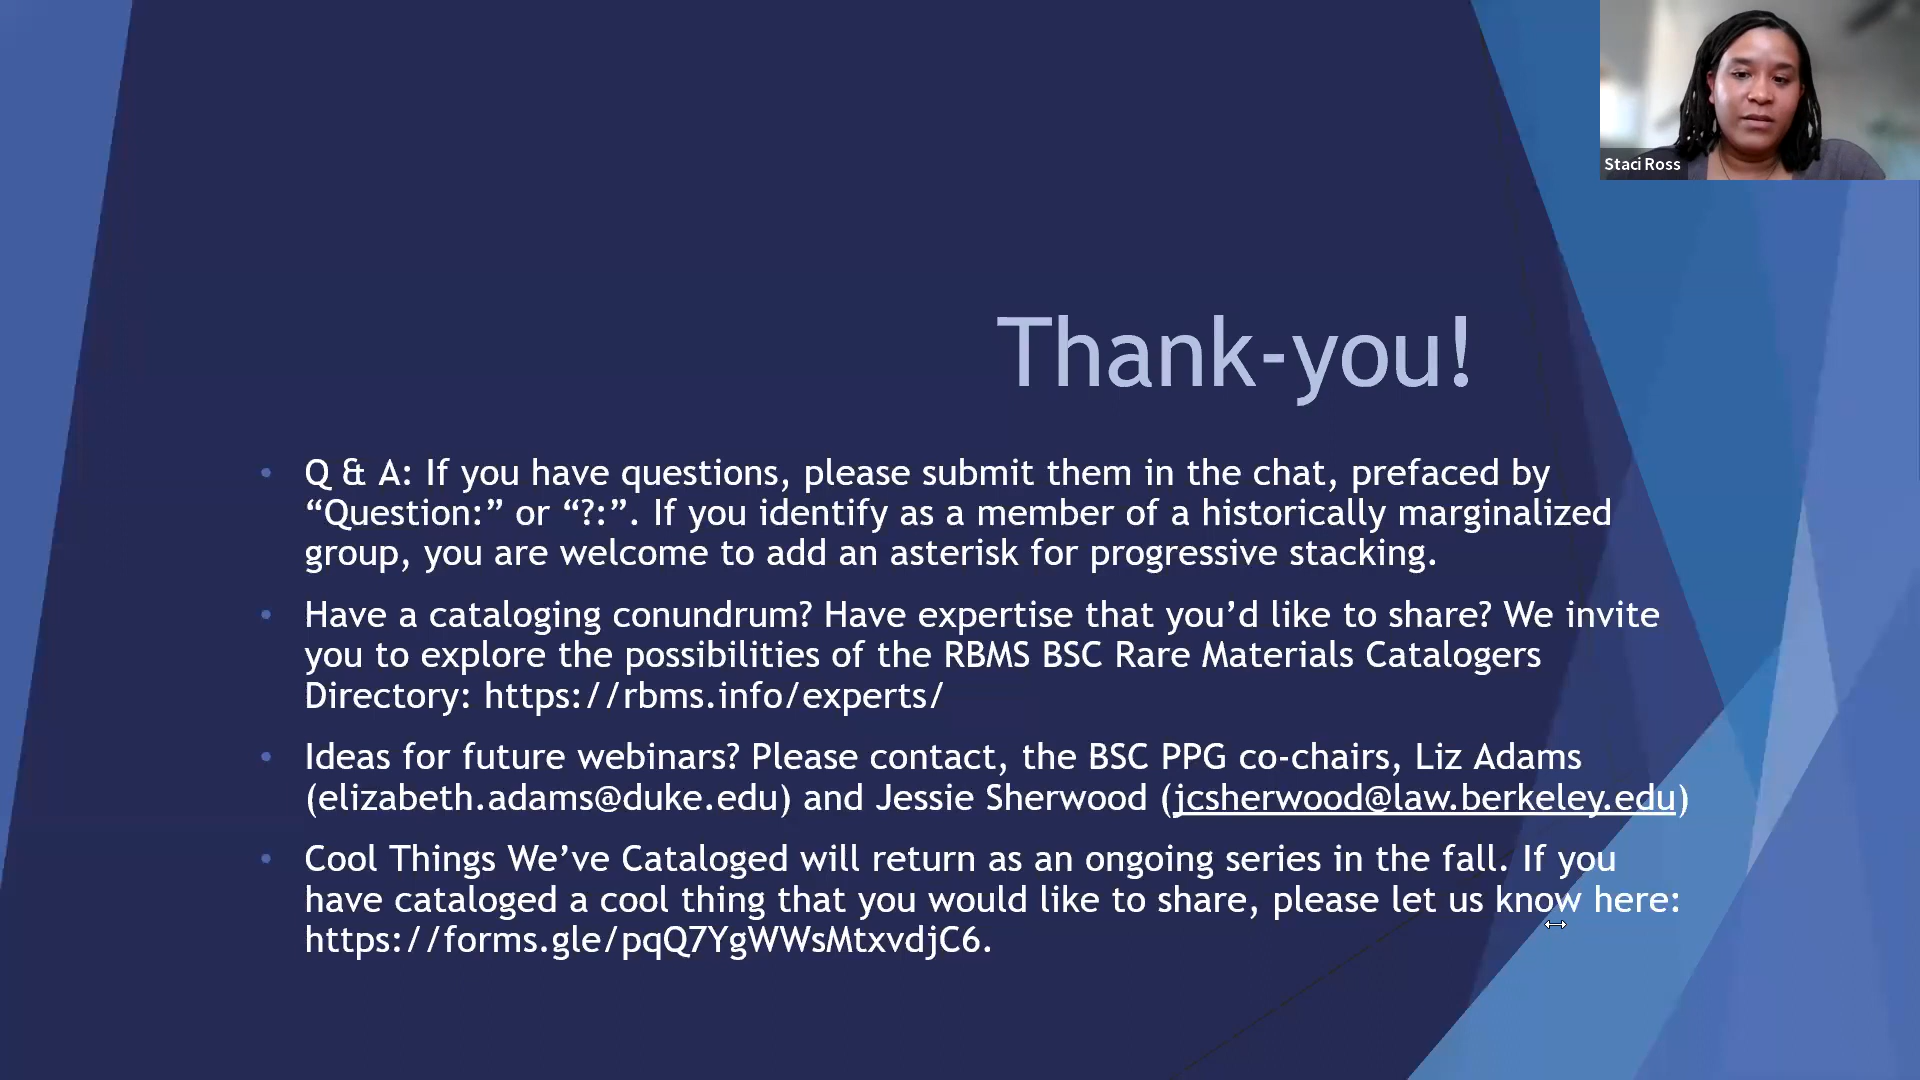 Staci Ross
Thank-you!
Q & A: If you have questions, please submit them in the chat, prefaced by
“Question:” or “?:”. If you identify as a member of a historically marginalized
group, you are welcome to add an asterisk for progressive stacking.
Have a cataloging conundrum? Have expertise that you’d like to share? We invite
you to explore the possibilities of the RBMS BSC Rare Materials Catalogers
Directory: https://rbms.info/experts/
Ideas for future webinars? Please contact, the BSC PPG co-chairs, Liz Adams
(elizabeth.adams@duke.edu) and Jessie Sherwood (jcsherwood@law.berkeley.edu)
Cool Things We’ve Cataloged will return as an ongoing series in the fall. If you
have cataloged a cool thing that you would like to share, please let us know here:
https://forms.gle/pqQ7YgWWsMtxvdjC6.